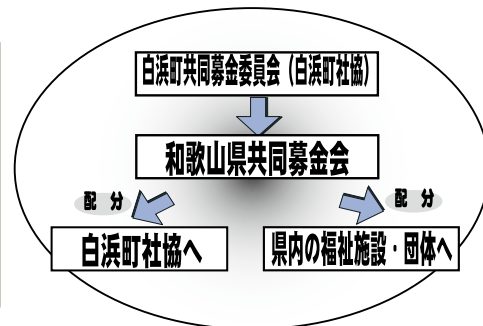 白浜町共同募金委員会（白浜町社協）
和歌山県共同募金会
配 分
配 分
白浜町社協へ
県内の福祉施設・団体へ